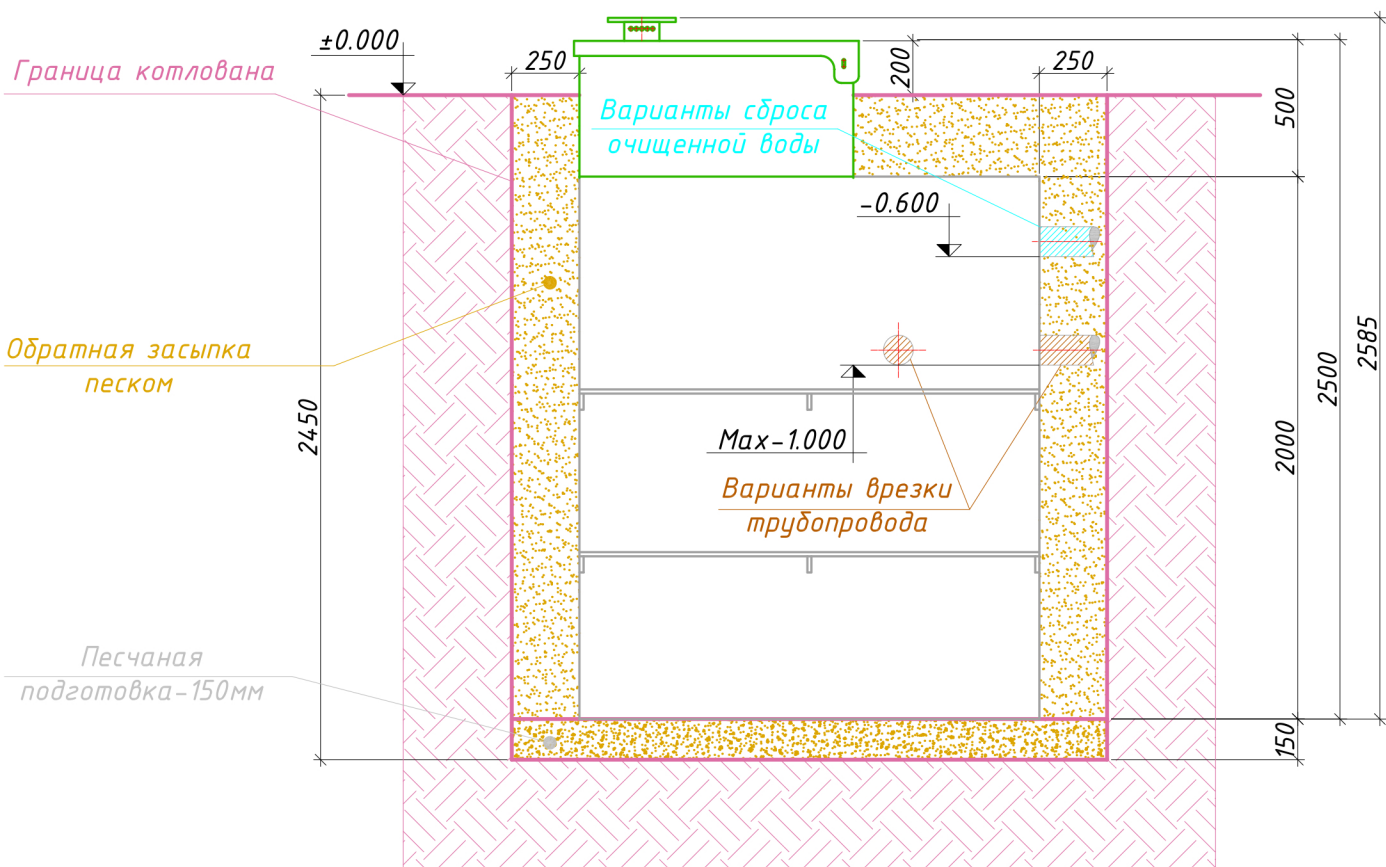 ±0.000
Граница котлована
250
200
250
500
Варианты сброса
очищенной воды
-0.600
Обратная засыпка
песком
2585
2500
2450
2000
Max-1.000
Варианты врезки
трубопровода
Песчаная
подготовка-150мм
150